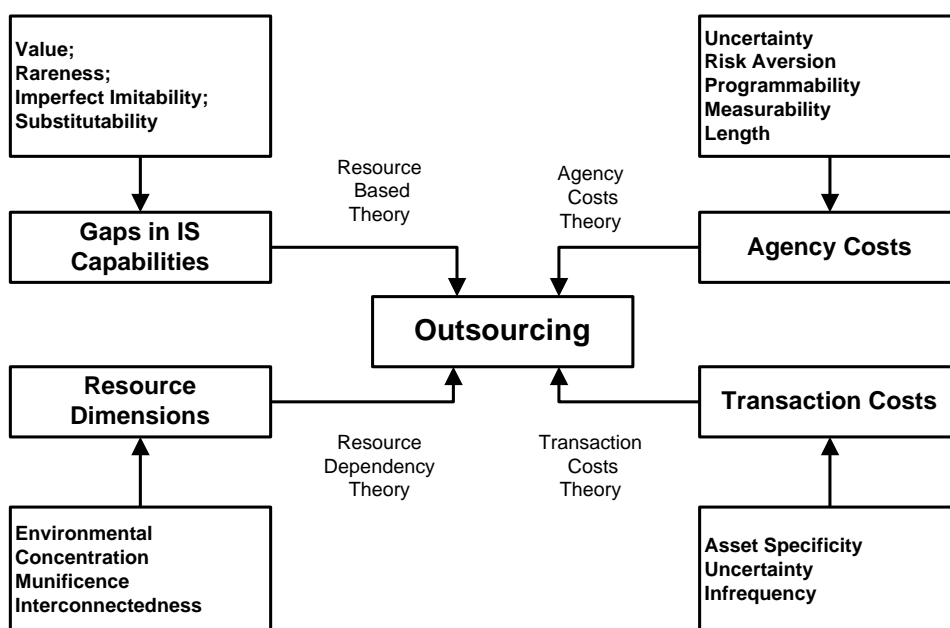 Value;
Rareness;
Imperfect Imitability;
Substitutability
Uncertainty
Risk Aversion
Programmability
Measurability
Length
Resource
Based
Theory
Agency
Costs
Theory
Gaps in IS
Capabilities
Agency Costs
Outsourcing
Resource
Dimensions
Transaction Costs
Resource
Dependency
Theory
Transaction
Costs
Theory
Environmental
Concentration
Munificence
Interconnectedness
Asset Specificity
Uncertainty
Infrequency